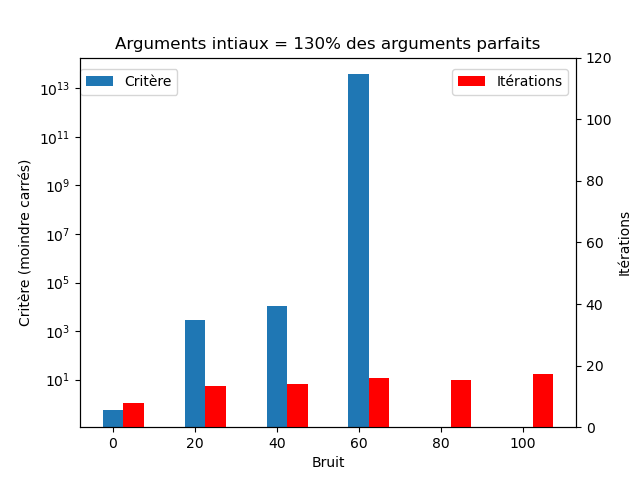 Arguments intiaux = 130% des arguments parfaits
Critère
Itérations
10^13
10^11
10^9
10^7
10^5
10^3
10^1
Critère (moindre carrés)
120
100
80
60
40
20
0
Itérations
0 20 40 60 80 100
Bruit